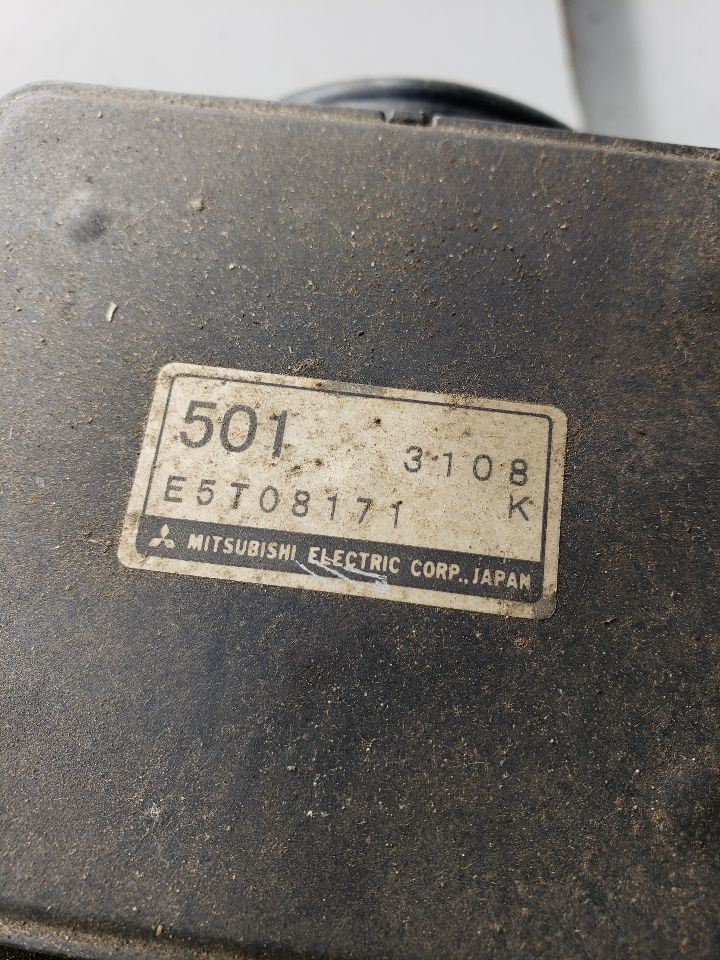 501 3108
E5T08171 K
MITSUBISHI ELECTRIC CORP., JAPAN